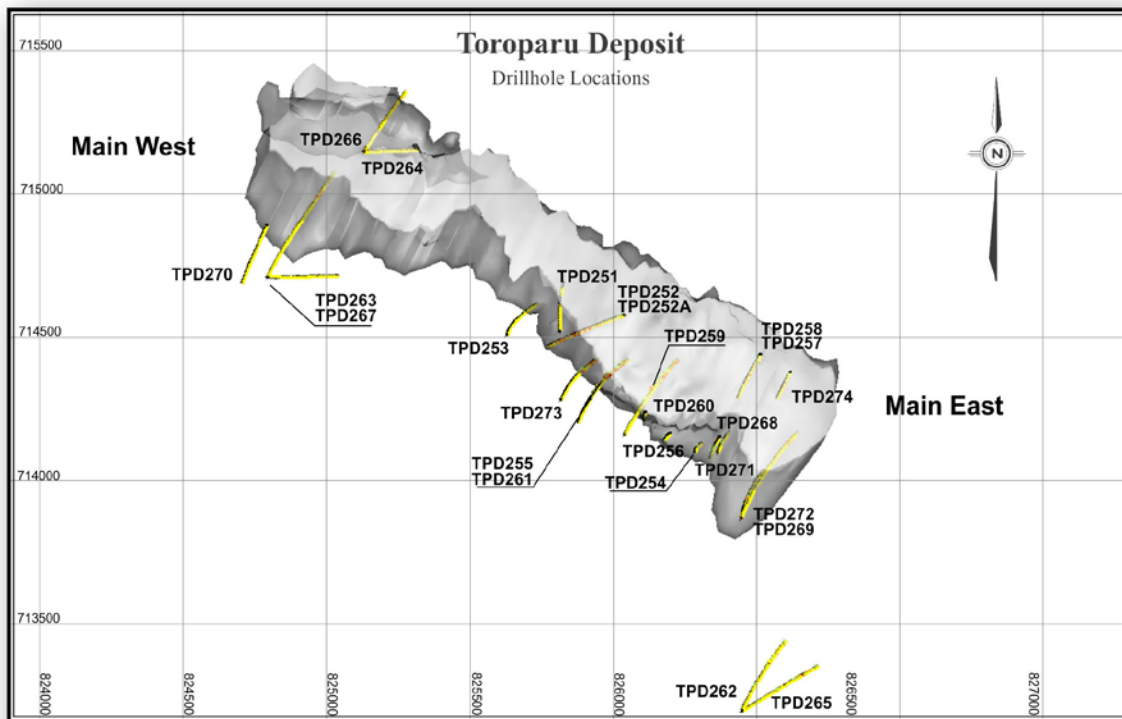 Toroparu Deposit
Drillhole Locations
715500
Main West
TPD266
TPD264
N
715000
TPD270
TPD263
TPD267
TPD251
TPD252
TPD252A
TPD259
TPD258
TPD257
714500
TPD253
TPD273
TPD260
TPD268
TPD274
Main East
TPD256
TPD255
TPD261
TPD254
TPD271
714000
TPD272
TPD269
713500
TPD262
TPD265
824000
824500
825000
825500
826000
826500
827000